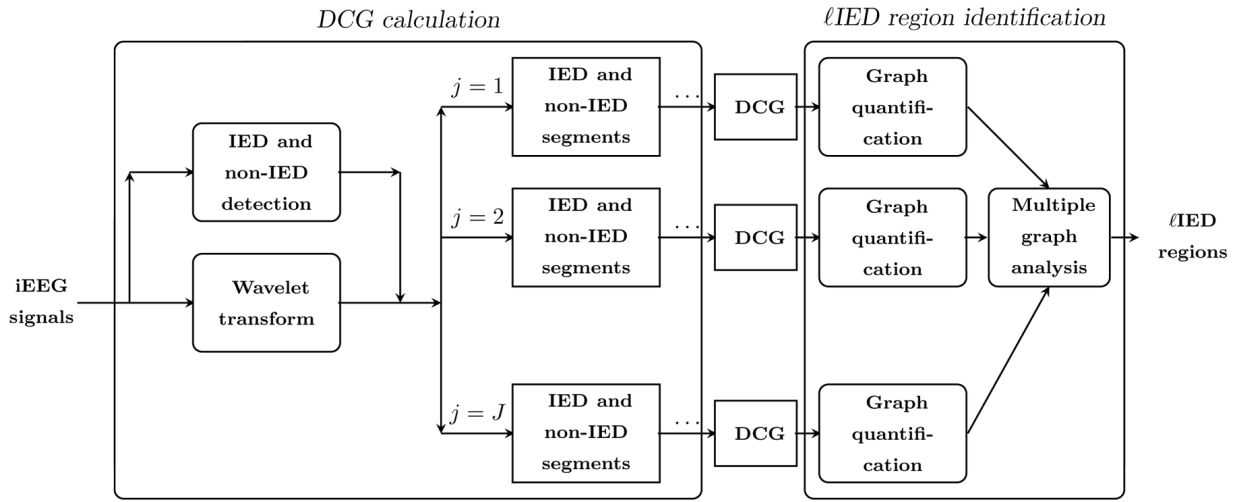 DCG calculation
ℓIED region identification
iEEG
signals
IED and
non-IED
detection
Wavelet
transform
j = 1
IED and
non-IED
segments
...
DCG
Graph
quantifi-
cation
j = 2
IED and
non-IED
segments
...
DCG
Graph
quantifi-
cation
j = J
IED and
non-IED
segments
...
DCG
Graph
quantifi-
cation
Multiple
graph
analysis
ℓIED
regions